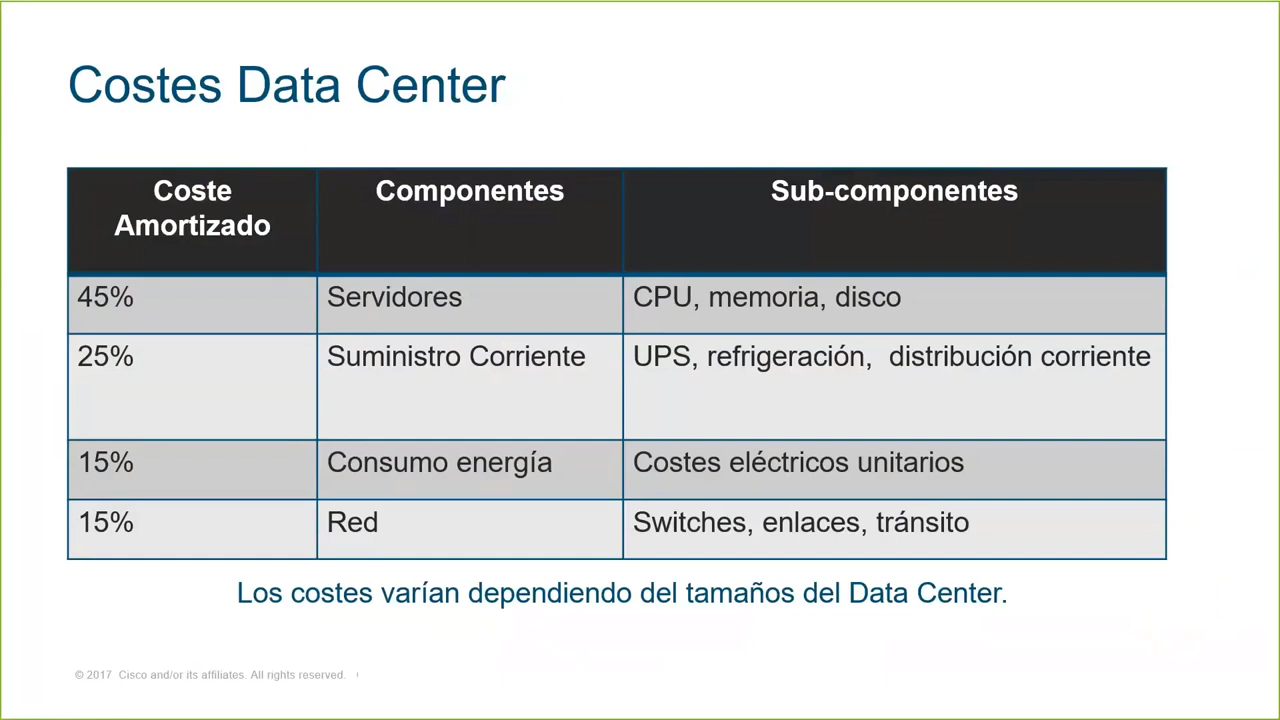 Costes Data Center
Coste Componentes Sub-componentes
Amortizado
45% Servidores CPU, memoria, disco
25% Suministro Corriente UPS, refrigeración, distribución corriente
15% Consumo energía Costes eléctricos unitarios
15% Red Switches, enlaces, tránsito
Los costes varían dependiendo del tamaños del Data Center.
© 2017 Cisco and/or its affiliates. All rights reserved.